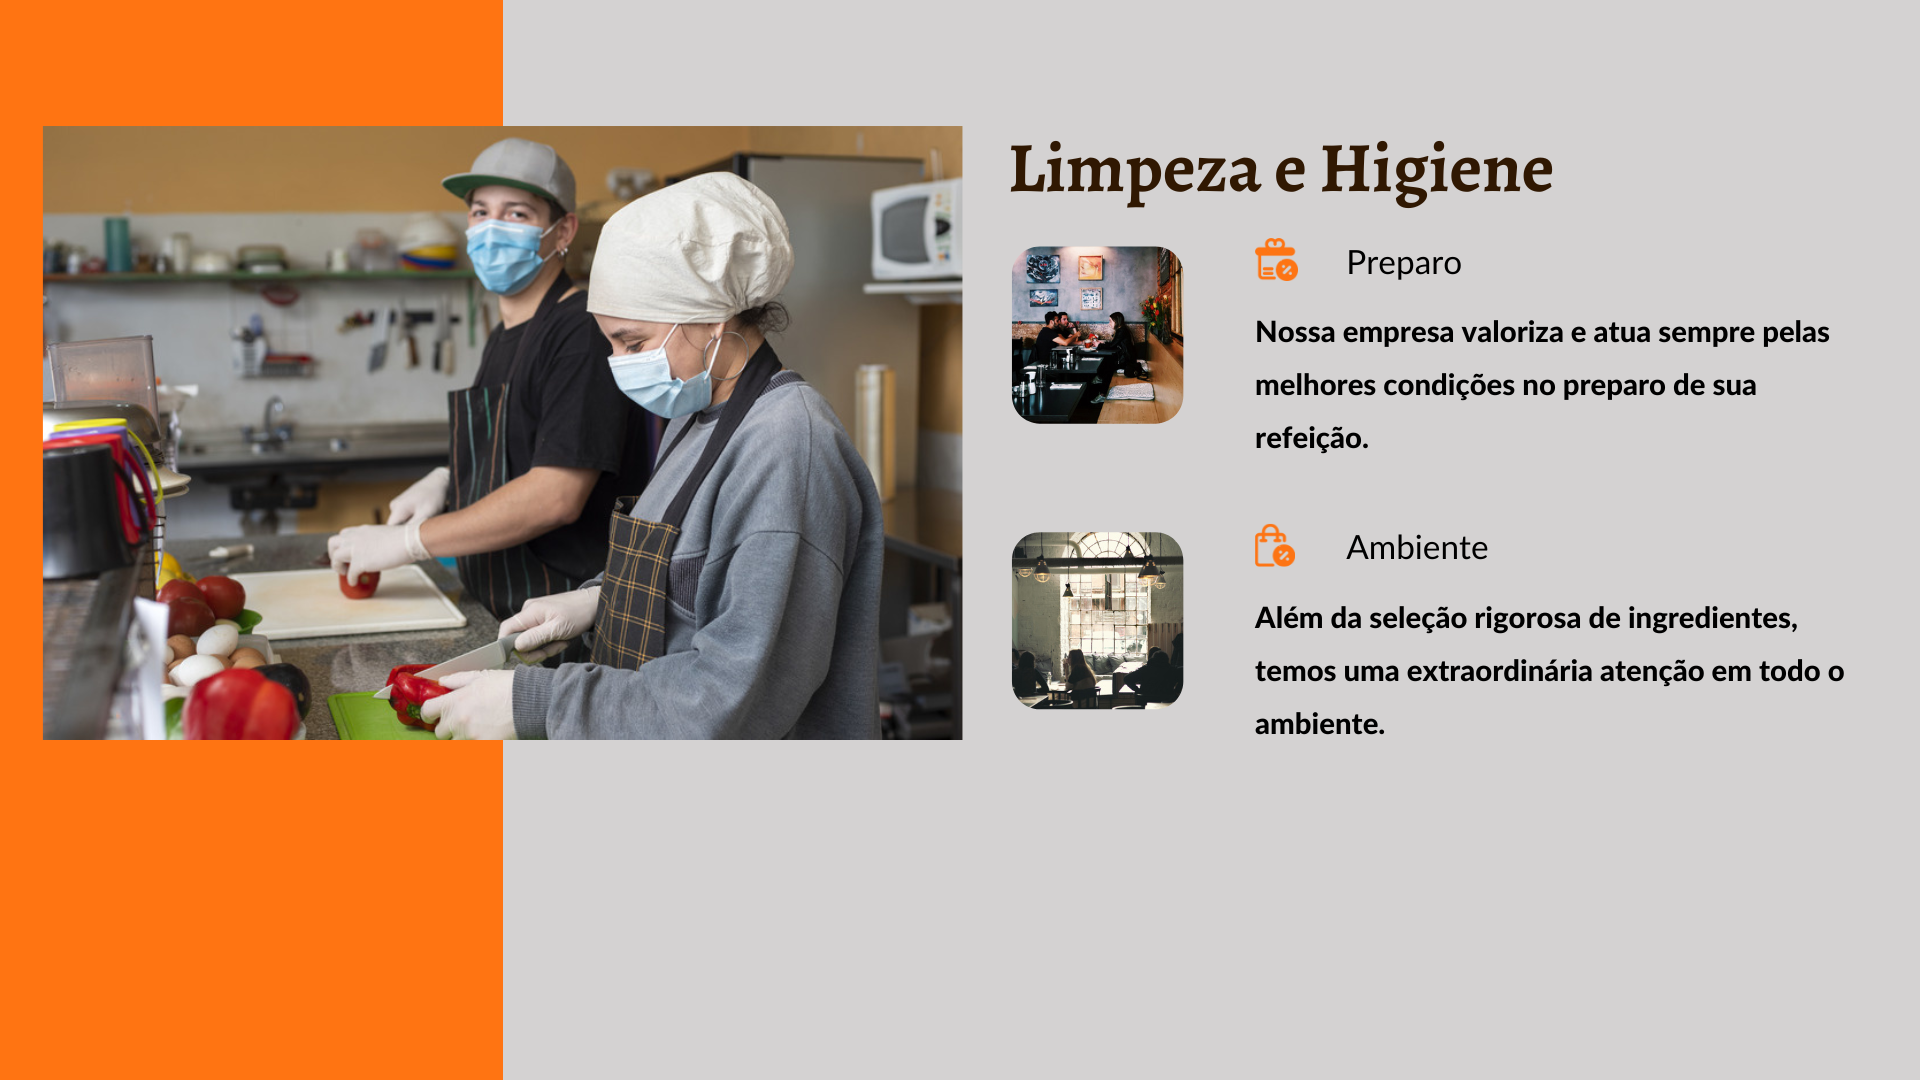 Limpeza e Higiene
Preparo
Nossa empresa valoriza e atua sempre pelas
melhores condições no preparo de sua
refeição.
Ambiente
Além da seleção rigorosa de ingredientes,
temos uma extraordinária atenção em todo o
ambiente.